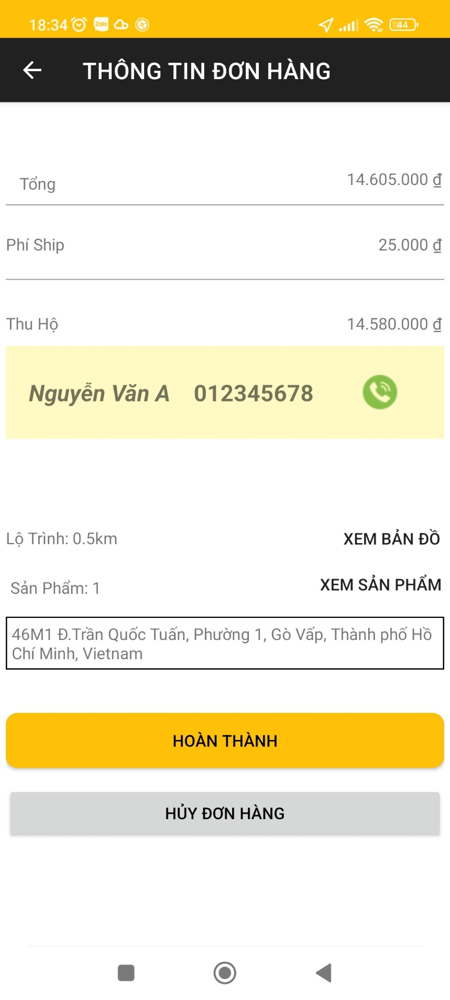 18:34 Zalo 44
THÔNG TIN ĐƠN HÀNG
Tổng 14.605.000 ₫
Phí Ship 25.000 ₫
Thu Hộ 14.580.000 ₫
Nguyễn Văn A 012345678
Lộ Trình: 0.5km XEM BẢN ĐỒ
Sản Phẩm: 1 XEM SẢN PHẨM
46M1 Đ.Trần Quốc Tuấn, Phường 1, Gò Vấp, Thành phố Hồ
Chí Minh, Vietnam
HOÀN THÀNH
HỦY ĐƠN HÀNG